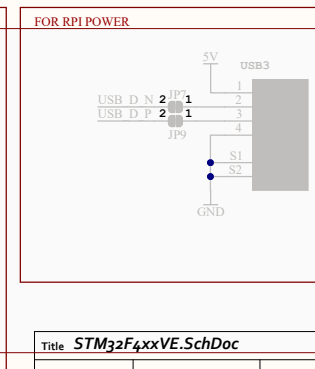 FOR RPI POWER
5V
USB3
1
USB_D_N 2 JP7 1 2
USB_D_P 2 1 3
JP9 4
S1
S2
GND
Title STM32F4xxVE.SchDoc